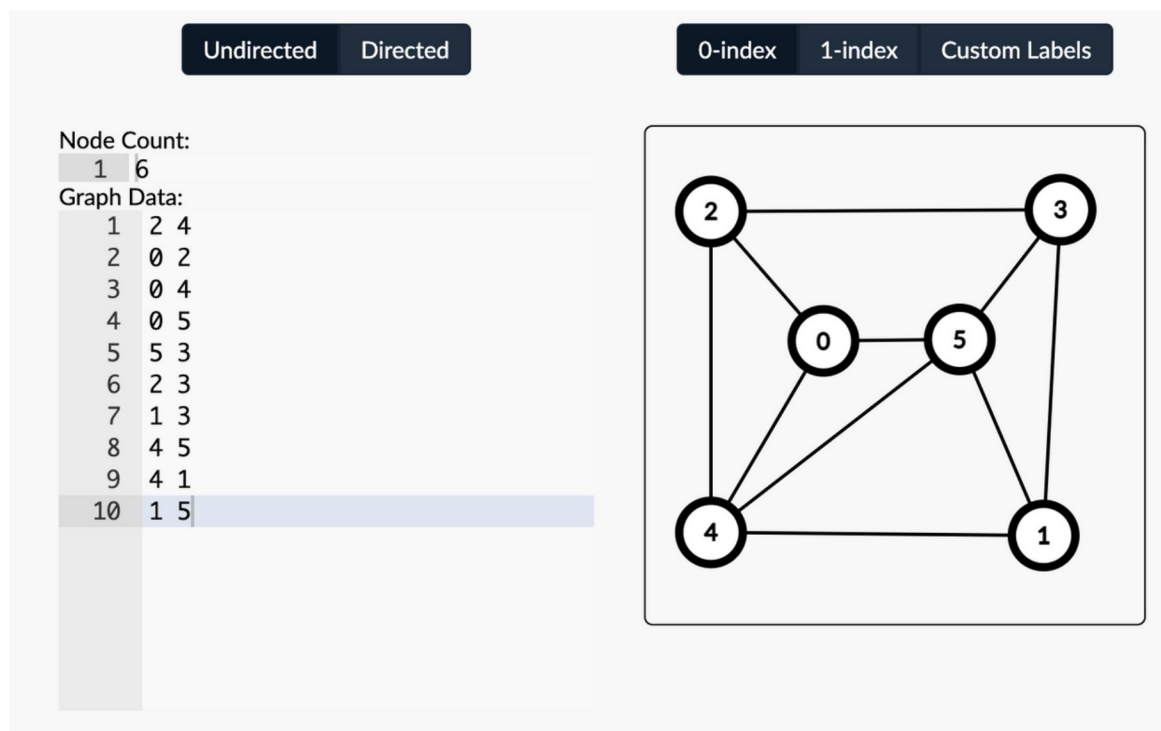 Undirected Directed
0-index 1-index Custom Labels
Node Count:
1 6
Graph Data:
1 2 4
2 0 2
3 0 4
4 0 5
5 5 3
6 2 3
7 1 3
8 4 5
9 4 1
10 1 5
2 3
0 5
4 1